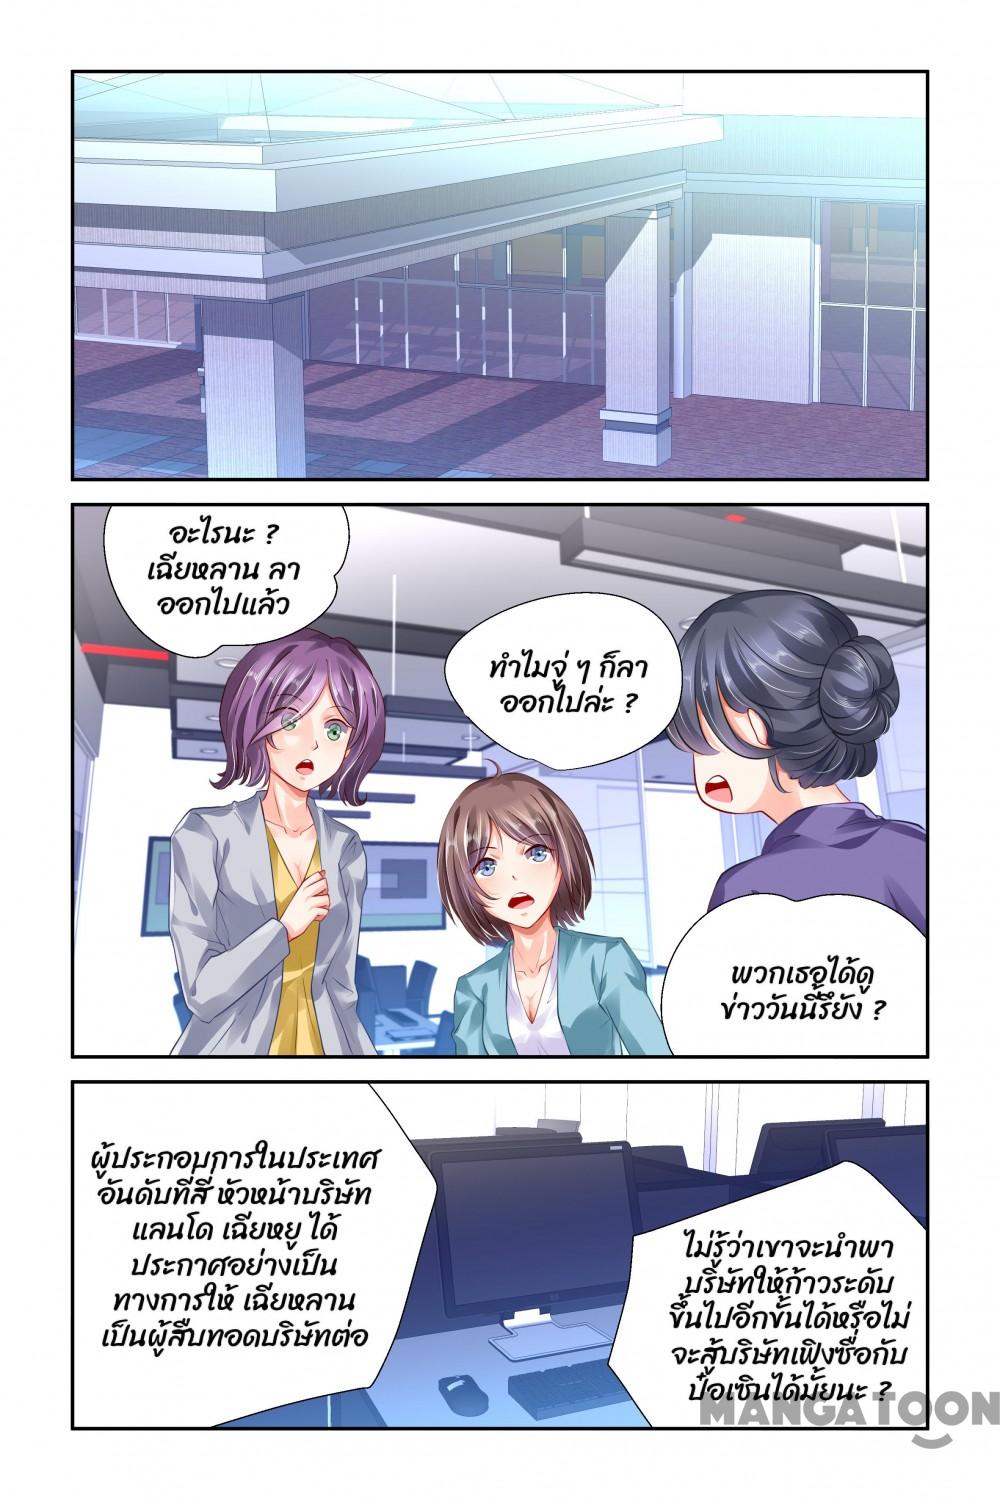 อะไรนะ ?
เฉียหลาน ลา
ออกไปแล้ว
ทำไมจู่ ๆ ก็ลา
ออกไปล่ะ ?
พวกเธอได้ดู
ข่าววันนี้รึยัง ?
ผู้ประกอบการในประเทศ
อันดับที่สี่ หัวหน้าบริษัท
แลนโด เฉียหยู ได้
ประกาศอย่างเป็น
ทางการให้ เฉียหลาน
เป็นผู้สืบทอดบริษัทต่อ
ไม่รู้ว่าเขาจะนำพา
บริษัทให้ก้าวระดับ
ขึ้นไปอีกขั้นได้หรือไม่
จะสู้บริษัทเฟิงซื่อกับ
ป๋อเซินได้มั้ยนะ ?
MANGATOON